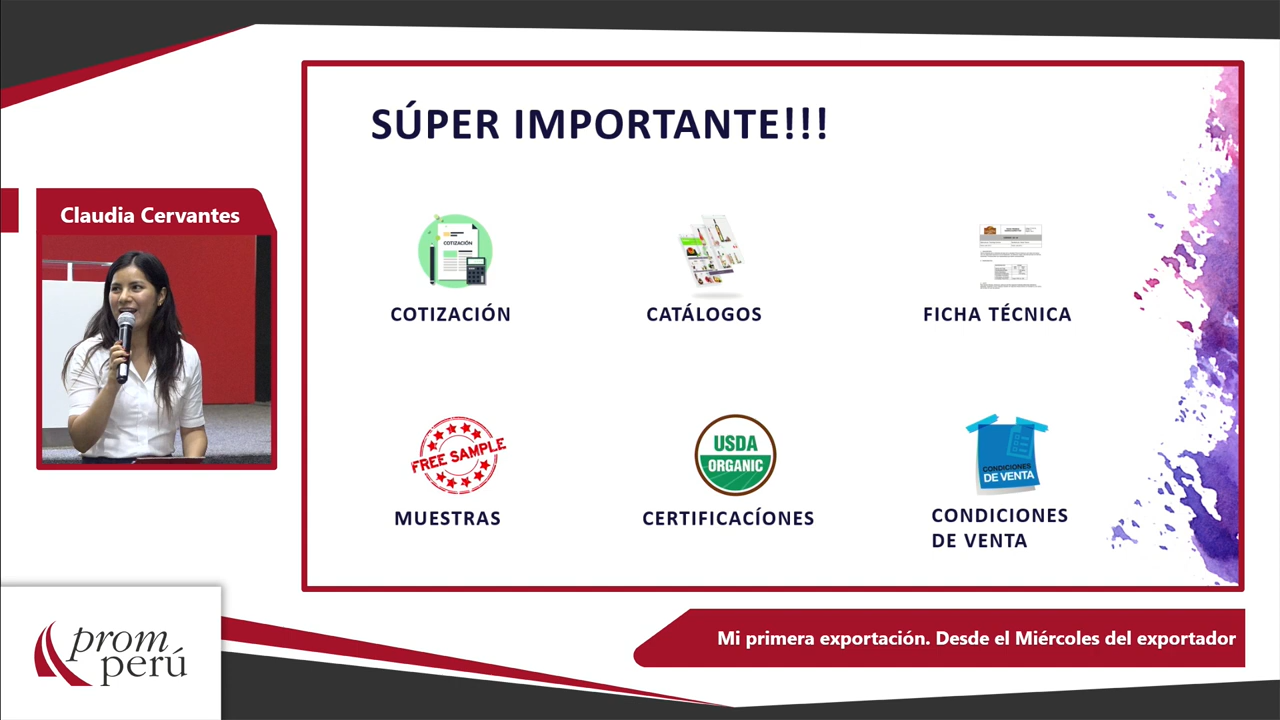 SÚPER IMPORTANTE!!!
Claudia Cervantes
COTIZACIÓN
COTIZACIÓN
CATÁLOGOS
FICHA TÉCNICA
FREE SAMPLE
MUESTRAS
USDA
ORGANIC
CERTIFICACÍONES
CONDICIONES
DE VENTA
CONDICIONES
DE VENTA
Mi primera exportación. Desde el Miércoles del exportador
prom
perú